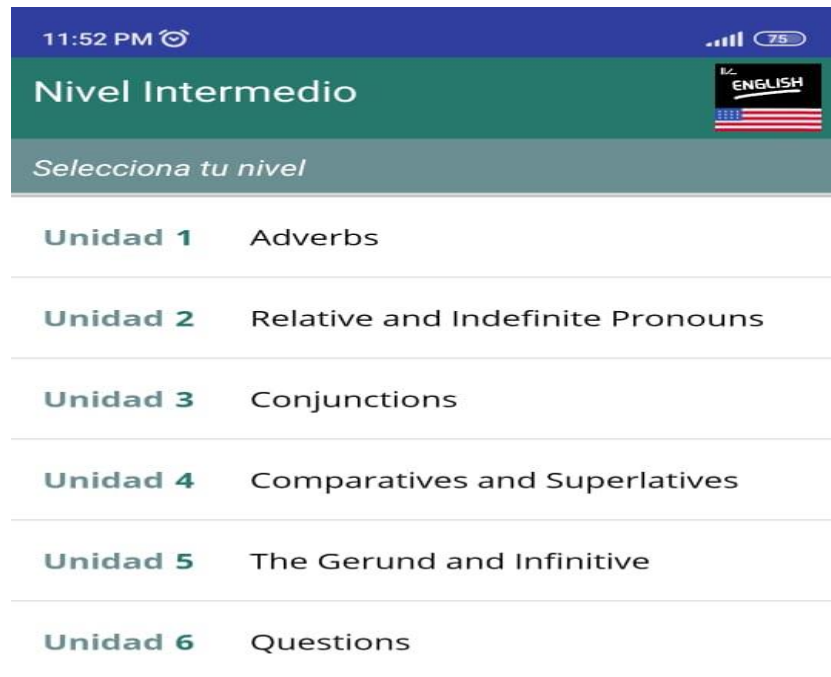 11:52 PM
75
Nivel Intermedio
ENGLISH
Selecciona tu nivel
Unidad 1 Adverbs
Unidad 2 Relative and Indefinite Pronouns
Unidad 3 Conjunctions
Unidad 4 Comparatives and Superlatives
Unidad 5 The Gerund and Infinitive
Unidad 6 Questions